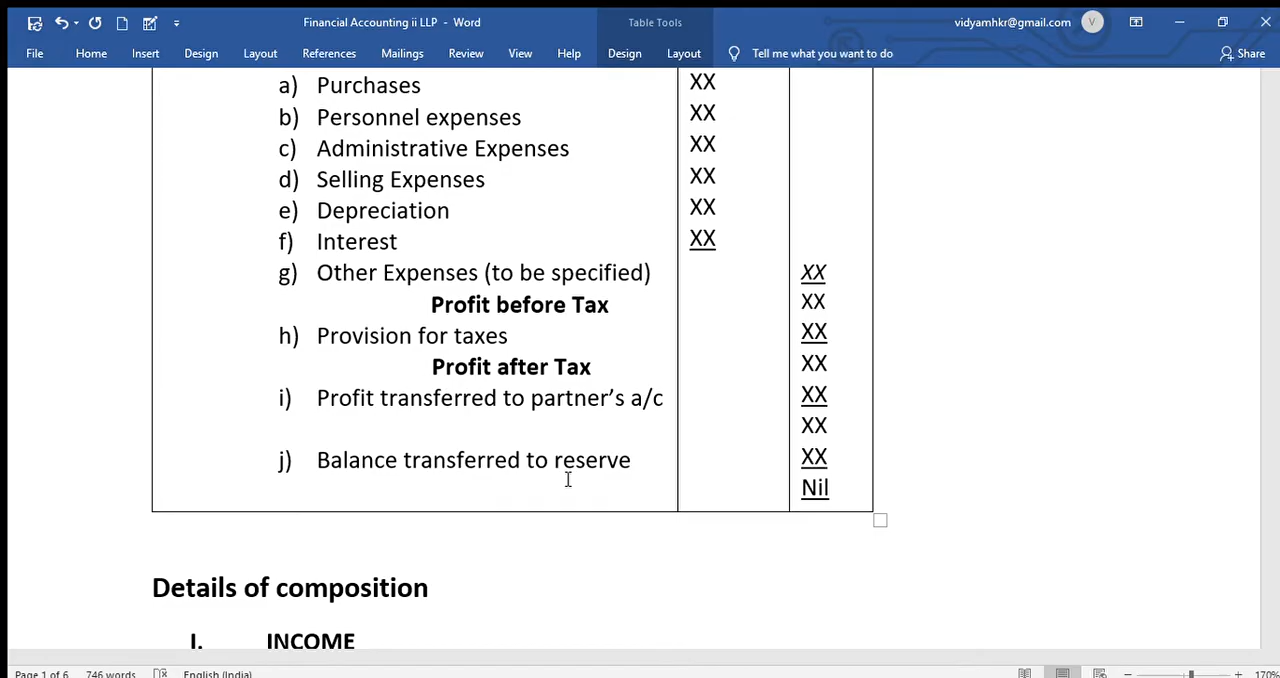 Financial Accounting ii LLP - Word
Table Tools
vidyamhkr@gmail.com
V
File Home Insert Design Layout References Mailings Review View Help Design Layout Tell me what you want to do Share
a) Purchases XX
b) Personnel expenses XX
c) Administrative Expenses XX
d) Selling Expenses XX
e) Depreciation XX
f) Interest XX
g) Other Expenses (to be specified) XX
Profit before Tax XX
h) Provision for taxes XX
Profit after Tax XX
i) Profit transferred to partner’s a/c XX
XX
j) Balance transferred to reserve XX
Nil
Details of composition
I. INCOME
Page 1 of 6 746 words English (India) 170%